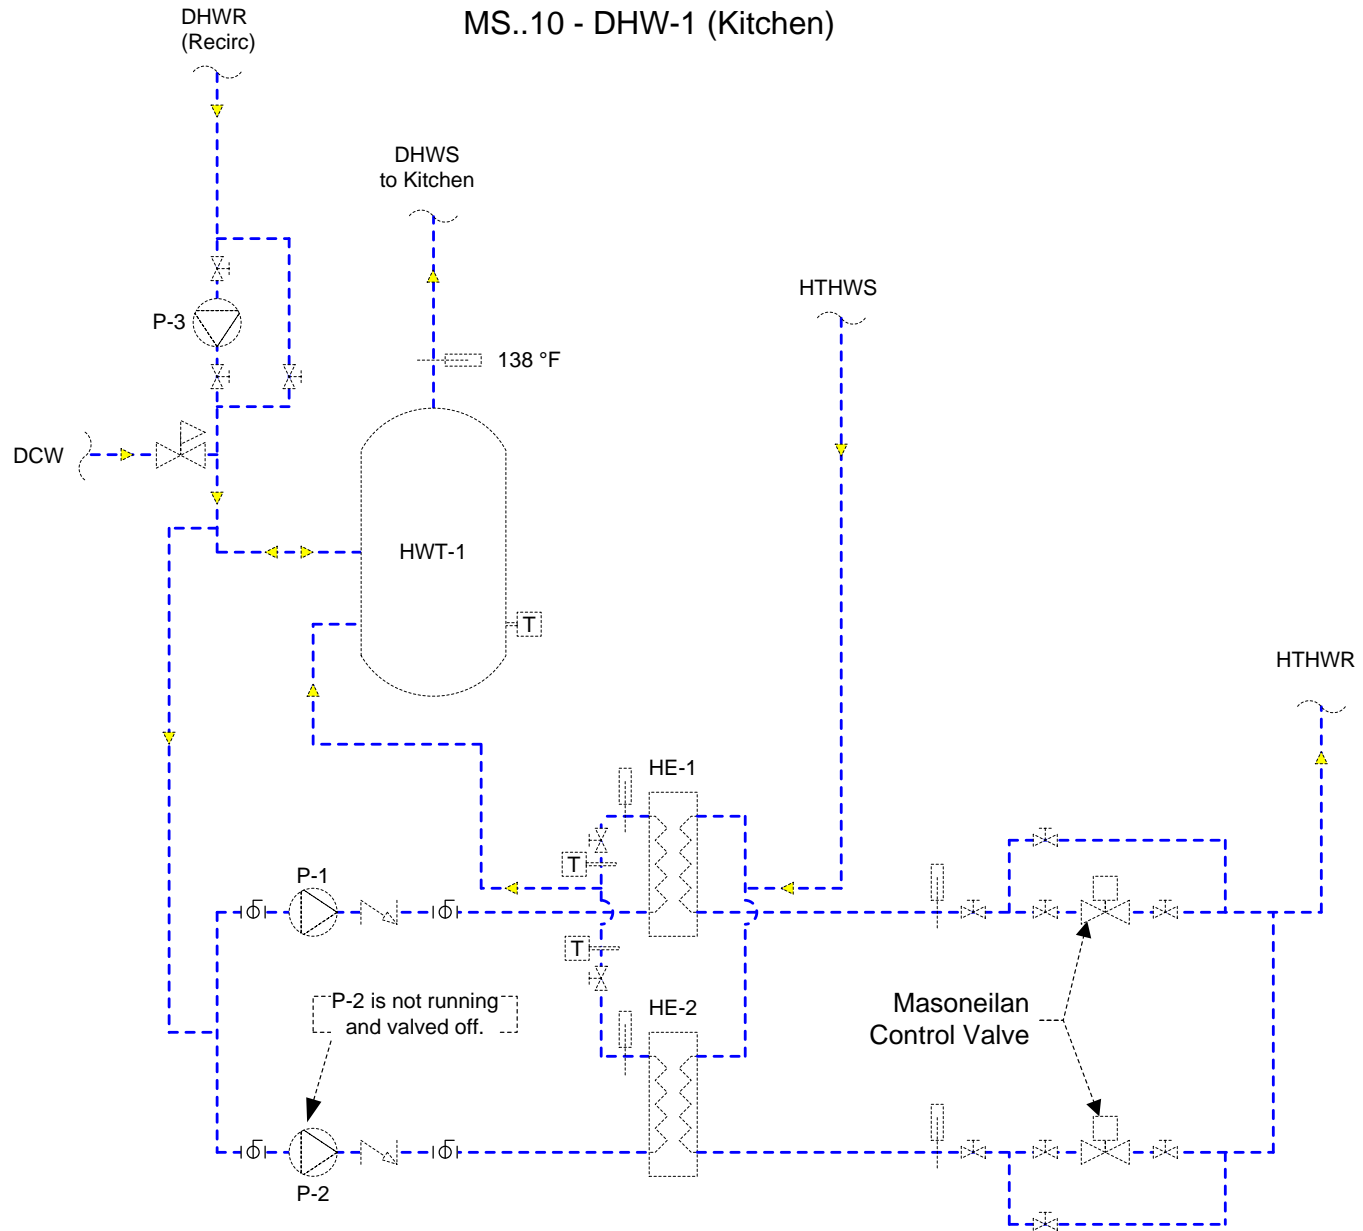 MS..10 - DHW-1 (Kitchen)
DHWR
(Recirc)
DHWS
to Kitchen
HTHWS
P-3
138 °F
DCW
HWT-1
T
HTHWR
HE-1
T
P-1
T
P-2 is not running
and valved off.
HE-2
Masoneilan
Control Valve
P-2